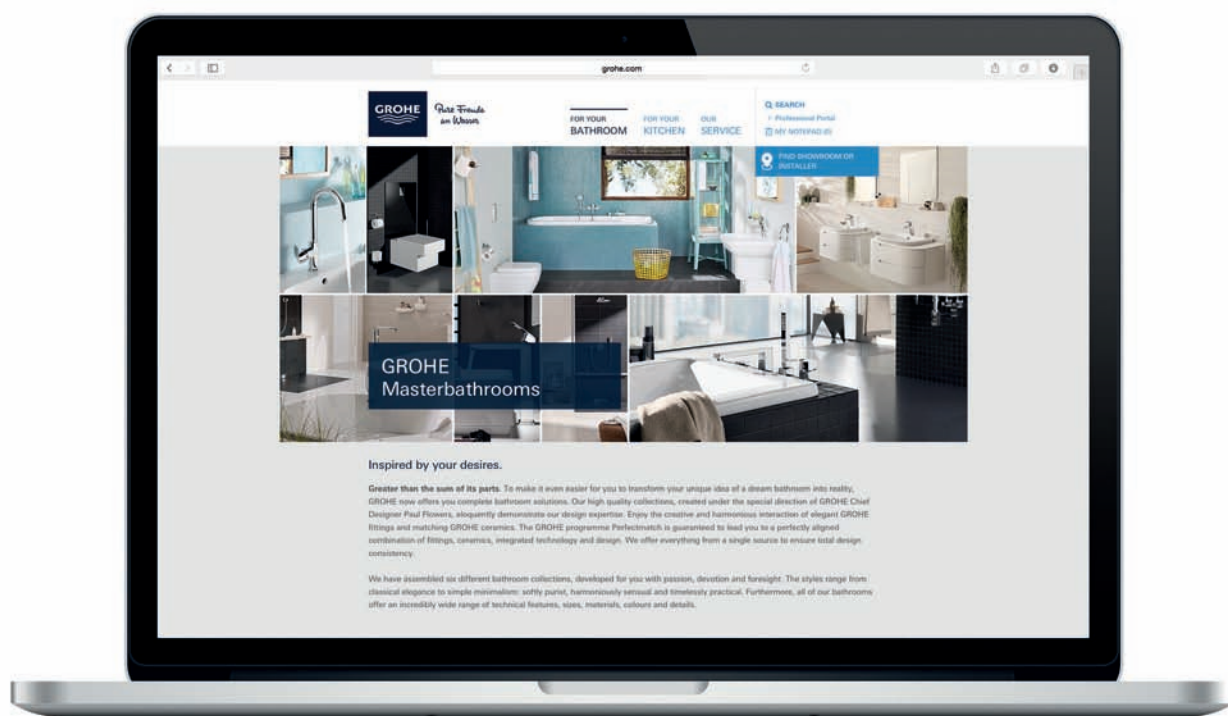 grohe.com
GROHE
Pure Freude
an Wasser
FOR YOUR
BATHROOM
FOR YOUR
KITCHEN
OUR
SERVICE
SEARCH
Professional Portal
MY NOTEPAD (0)
FIND SHOWROOM OR
INSTALLER
GROHE
Masterbathrooms
Inspired by your desires.
Greater than the sum of its parts. To make it even easier for you to transform your unique idea of a dream bathroom into reality,
GROHE now offers you complete bathroom solutions. Our high quality collections, created under the special direction of GROHE Chief
Designer Paul Flowers, eloquently demonstrate our design expertise. Enjoy the creative and harmonious interaction of elegant GROHE
fittings and matching GROHE ceramics. The GROHE programme Perfectmatch is guaranteed to lead you to a perfectly aligned
combination of fittings, ceramics, integrated technology and design. We offer everything from a single source to ensure total design
consistency.
We have assembled six different bathroom collections, developed for you with passion, devotion and foresight. The styles range from
classical elegance to simple minimalism: softly purist, harmoniously sensual and timelessly practical. Furthermore, all of our bathrooms
offer an incredibly wide range of technical features, sizes, materials, colours and details.